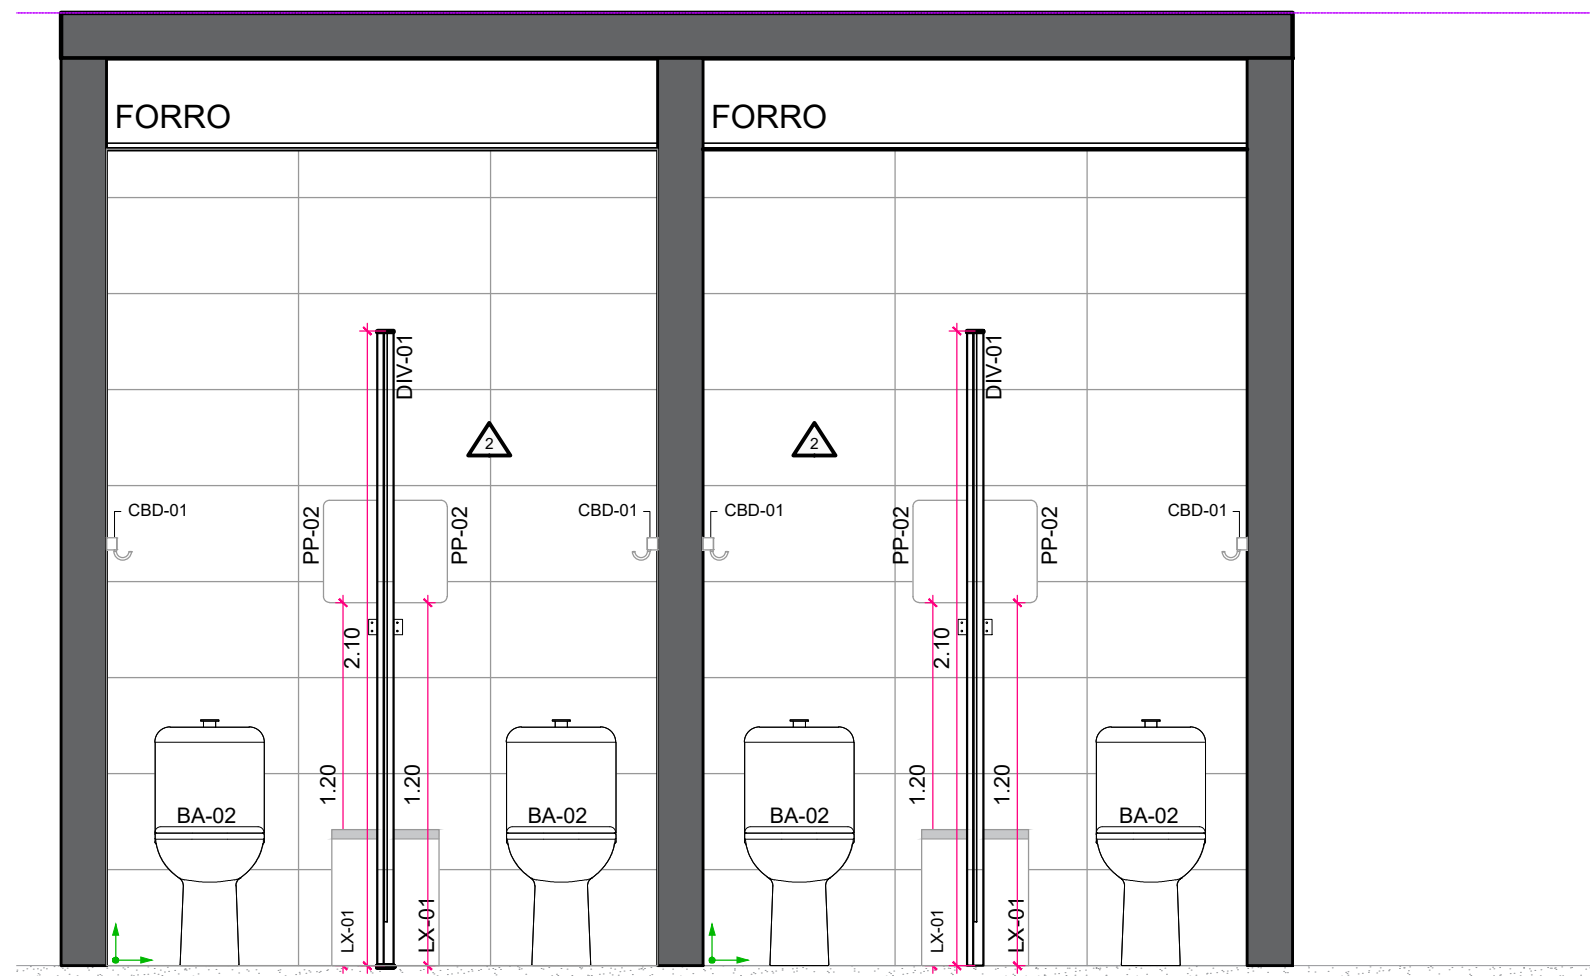 FORRO
FORRO
DIV-01
DIV-01
2
2
CBD-01
CBD-01
CBD-01
CBD-01
PP-02
PP-02
PP-02
PP-02
2.10
2.10
1.20
1.20
1.20
1.20
BA-02
BA-02
BA-02
BA-02
LX-01
LX-01
LX-01
LX-01